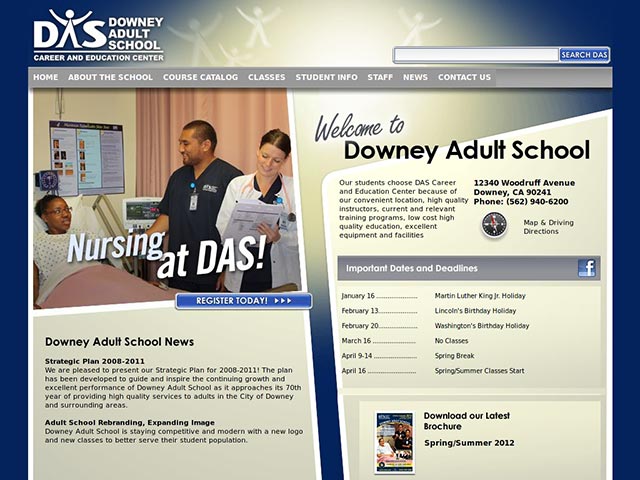 DAS DOWNEY
ADULT
SCHOOL
CAREER AND EDUCATION CENTER
SEARCH DAS
HOME ABOUT THE SCHOOL COURSE CATALOG CLASSES STUDENT INFO STAFF NEWS CONTACT US
Nursing
at DAS!
REGISTER TODAY!
Welcome to
Downey Adult School
Our students choose DAS Career
and Education Center because of
our convenient location, high quality
instructors, current and relevant
training programs, low cost high
quality education, excellent
equipment and facilities
12340 Woodruff Avenue
Downey, CA 90241
Phone: (562) 940-6200
Map & Driving
Directions
Important Dates and Deadlines
f
January 16 .................... Martin Luther King Jr. Holiday
February 13................... Lincoln's Birthday Holiday
February 20................... Washington's Birthday Holiday
March 16 ..................... No Classes
April 9-14 ..................... Spring Break
April 16 ....................... Spring/Summer Classes Start
Downey Adult School News
Strategic Plan 2008-2011
We are pleased to present our Strategic Plan for 2008-2011! The plan
has been developed to guide and inspire the continuing growth and
excellent performance of Downey Adult School as it approaches its 70th
year of providing high quality services to adults in the City of Downey
and surrounding areas.
Adult School Rebranding, Expanding Image
Downey Adult School is staying competitive and modern with a new logo
and new classes to better serve their student population.
Download our Latest
Brochure
Spring/Summer 2012